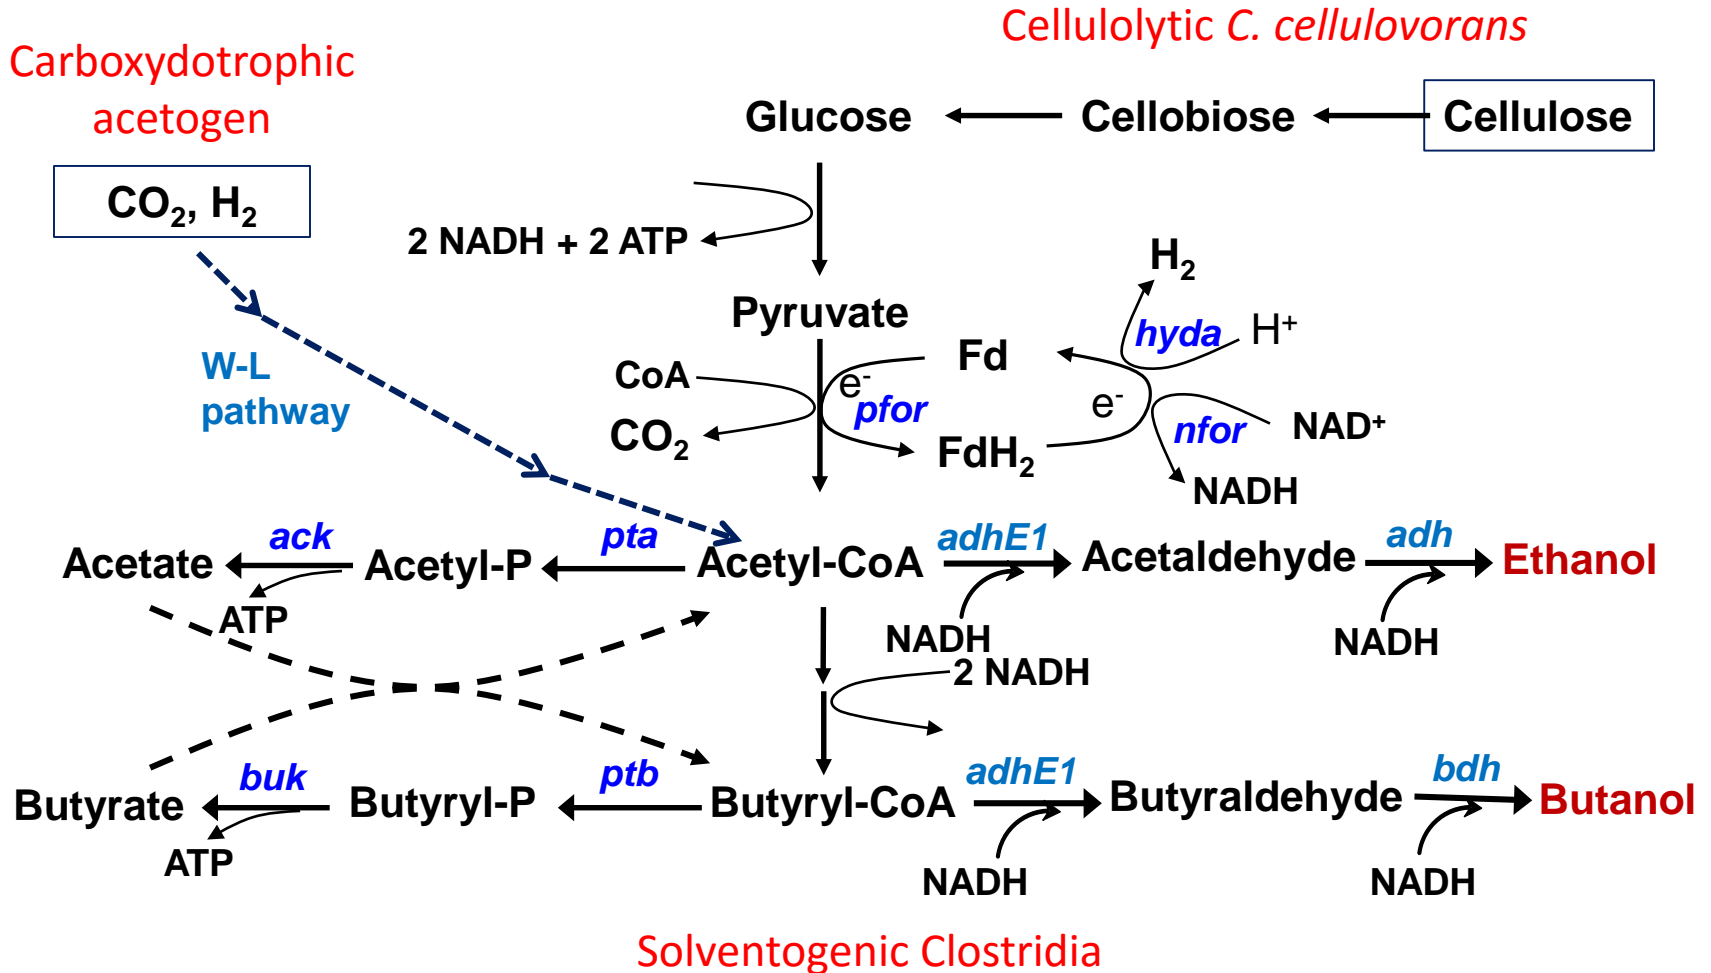 Cellulolytic C. cellulovorans
Carboxydotrophic
acetogen
Glucose
Cellobiose
Cellulose
CO₂, H₂
2 NADH + 2 ATP
H₂
Pyruvate
hyda
H⁺
Fd
W-L
pathway
CoA
e⁻
pfor
e⁻
CO₂
nfor
NAD⁺
FdH₂
NADH
ack
pta
adhE1
adh
Acetate
Acetyl-P
Acetyl-CoA
Acetaldehyde
Ethanol
ATP
NADH
NADH
2 NADH
buk
ptb
adhE1
bdh
Butyrate
Butyryl-P
Butyryl-CoA
Butyraldehyde
Butanol
ATP
NADH
NADH
Solventogenic Clostridia